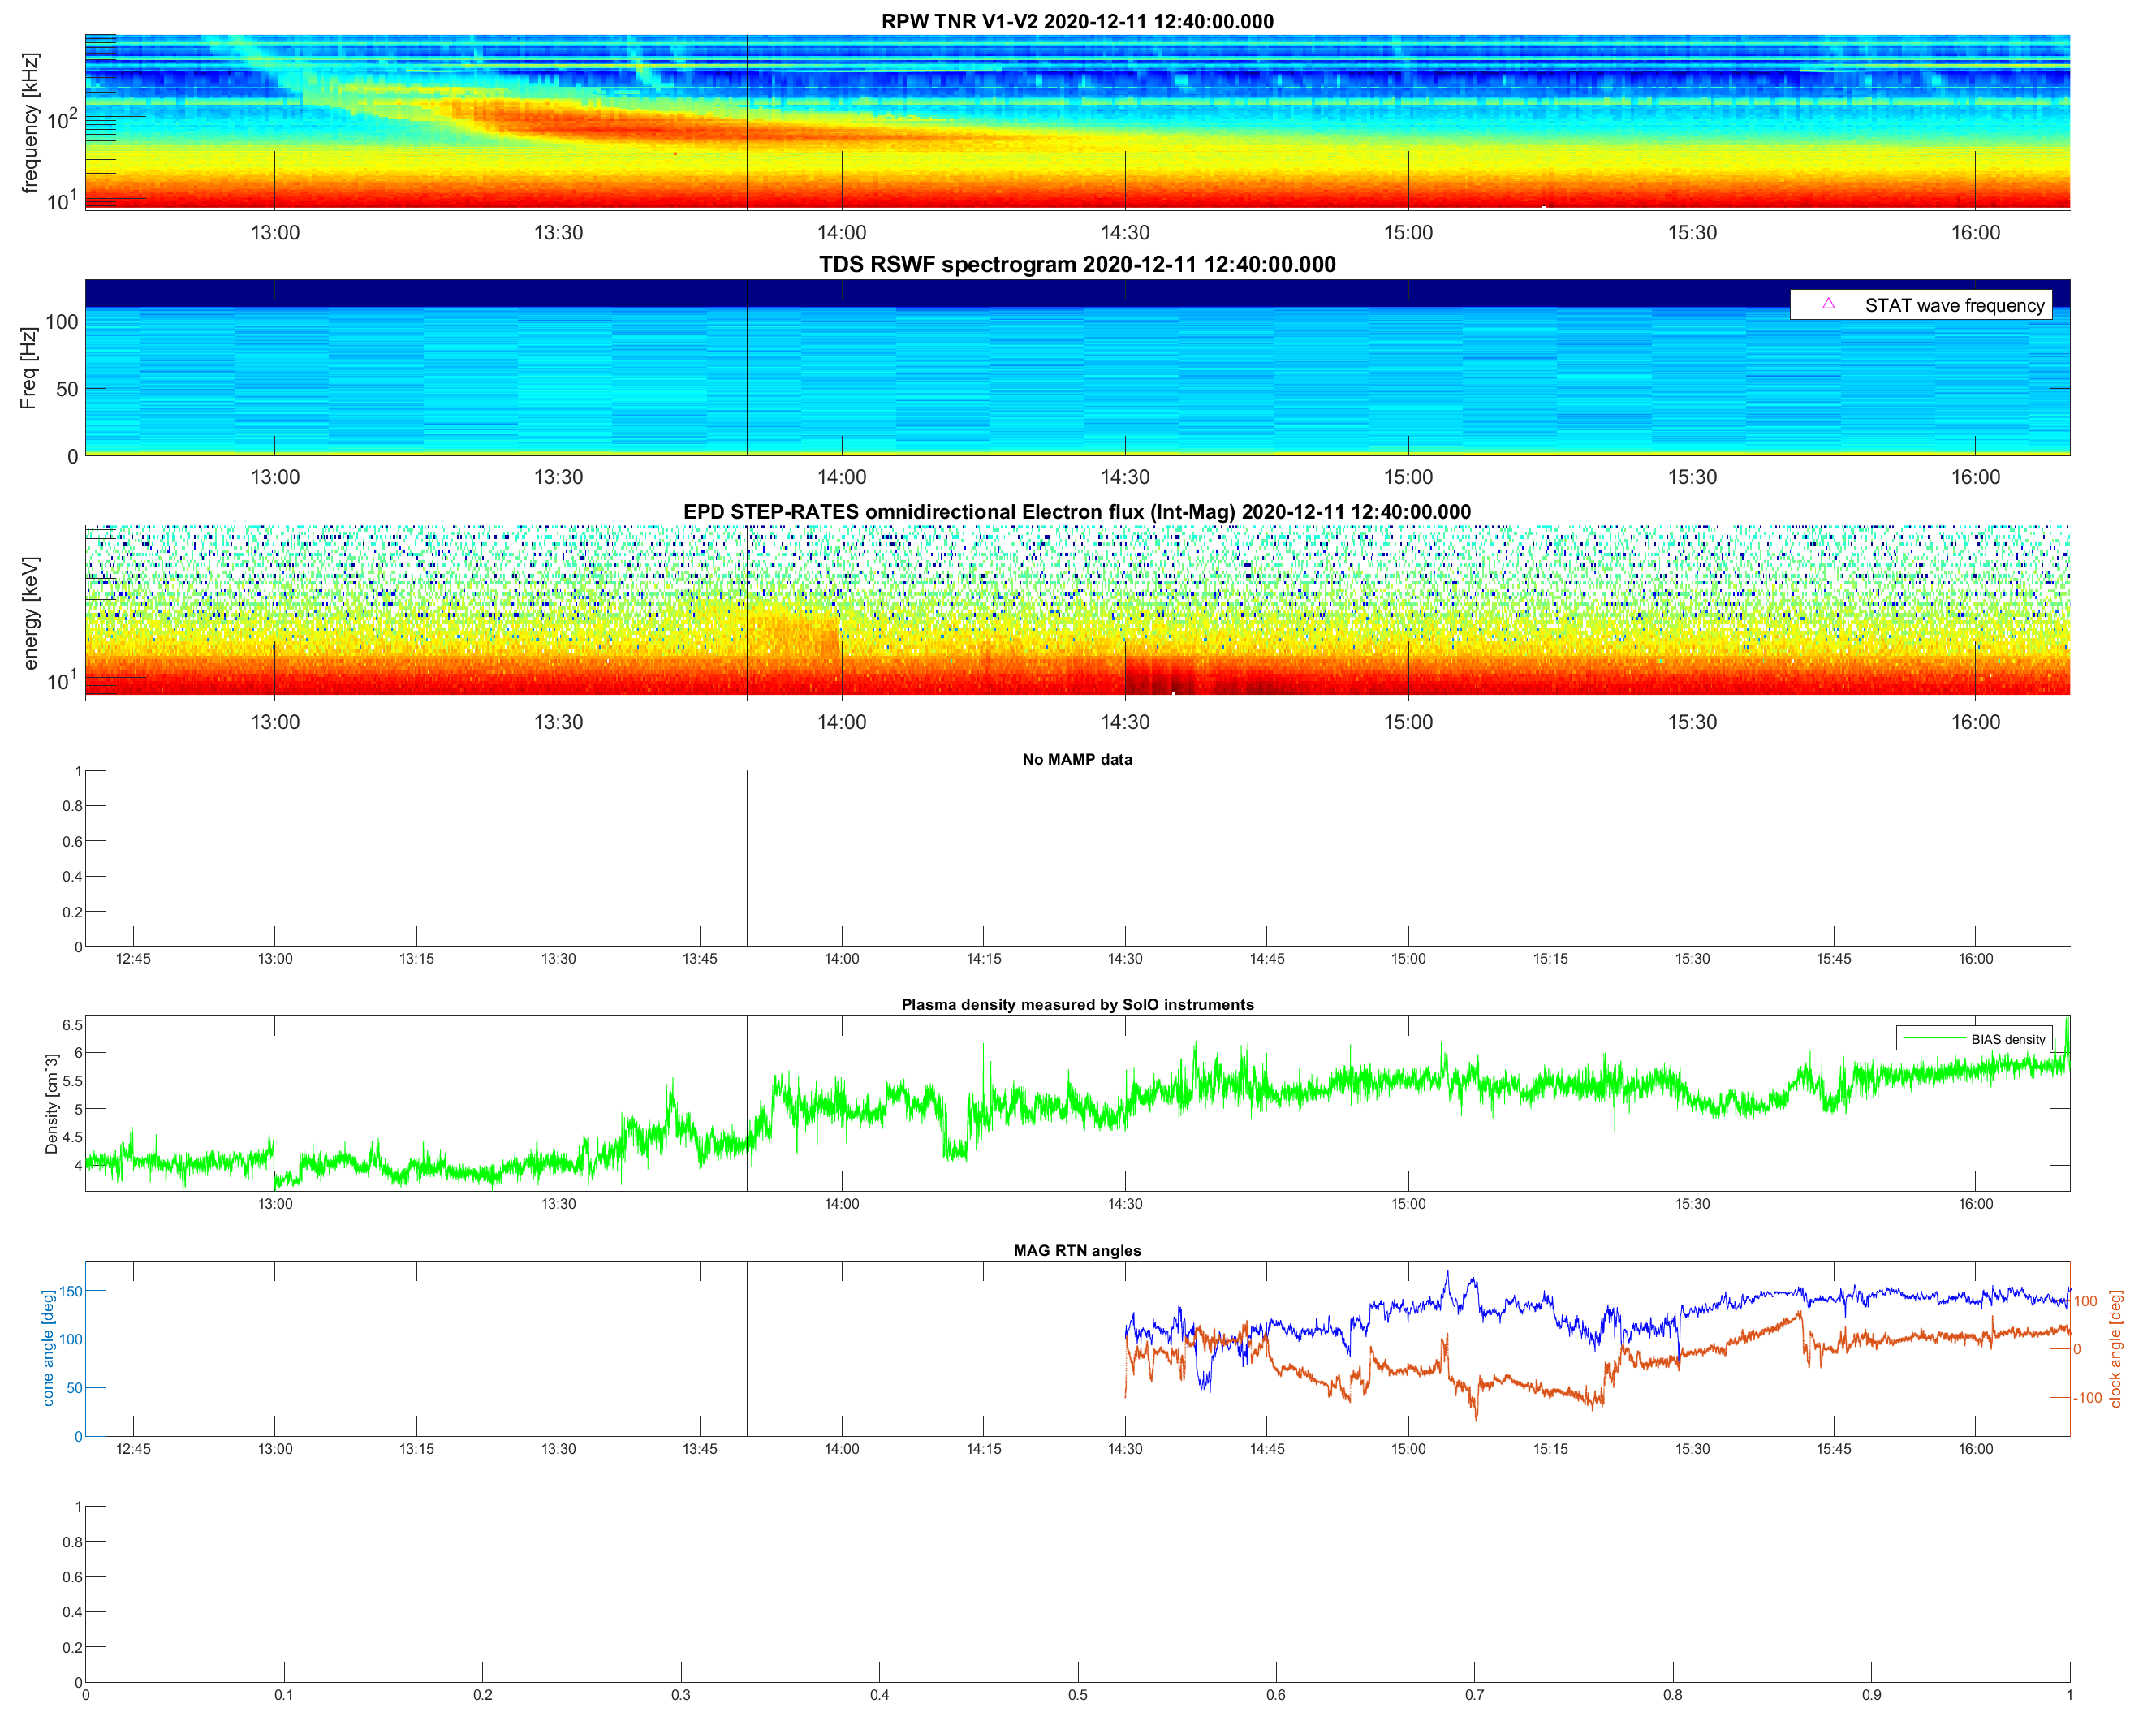 RPW TNR V1-V2 2020-12-11 12:40:00.000
frequency [kHz]
10^2
10^1
13:00 13:30 14:00 14:30 15:00 15:30 16:00
TDS RSWF spectrogram 2020-12-11 12:40:00.000
STAT wave frequency
Freq [Hz]
100
50
0
13:00 13:30 14:00 14:30 15:00 15:30 16:00
EPD STEP-RATES omnidirectional Electron flux (Int-Mag) 2020-12-11 12:40:00.000
energy [keV]
10^1
13:00 13:30 14:00 14:30 15:00 15:30 16:00
No MAMP data
1
0.8
0.6
0.4
0.2
0
12:45 13:00 13:15 13:30 13:45 14:00 14:15 14:30 14:45 15:00 15:15 15:30 15:45 16:00
Plasma density measured by SolO instruments
BIAS density
Density [cm^-3]
6.5
6
5.5
5
4.5
4
13:00 13:30 14:00 14:30 15:00 15:30 16:00
MAG RTN angles
cone angle [deg]
150
100
50
0
clock angle [deg]
100
0
-100
12:45 13:00 13:15 13:30 13:45 14:00 14:15 14:30 14:45 15:00 15:15 15:30 15:45 16:00
1
0.8
0.6
0.4
0.2
0
0 0.1 0.2 0.3 0.4 0.5 0.6 0.7 0.8 0.9 1